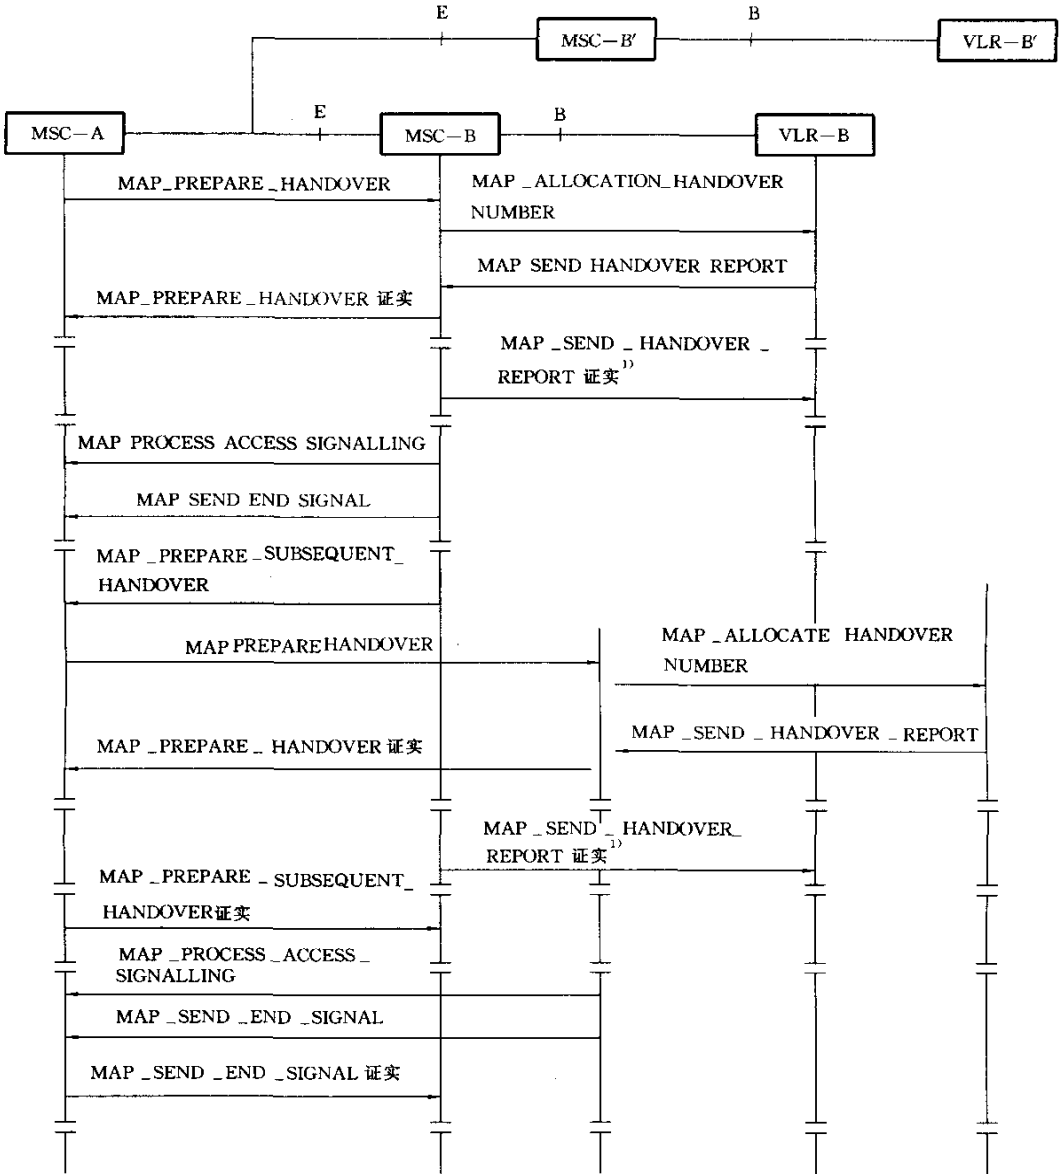 E
B
MSC-B′
VLR-B′
E
B
MSC-A
MSC-B
VLR-B
MAP_PREPARE_HANDOVER
MAP_ALLOCATION_HANDOVER
NUMBER
MAP SEND HANDOVER REPORT
MAP_PREPARE_HANDOVER 证实
MAP_SEND_HANDOVER_
REPORT 证实1)
MAP PROCESS ACCESS SIGNALLING
MAP SEND END SIGNAL
MAP_PREPARE_SUBSEQUENT_
HANDOVER
MAP PREPARE HANDOVER
MAP_ALLOCATE HANDOVER
NUMBER
MAP_SEND_HANDOVER_REPORT
MAP_PREPARE_HANDOVER 证实
MAP_SEND_HANDOVER_
REPORT 证实1)
MAP_PREPARE_SUBSEQUENT_
HANDOVER证实
MAP_PROCESS_ACCESS_
SIGNALLING
MAP_SEND_END_SIGNAL
MAP_SEND_END_SIGNAL 证实